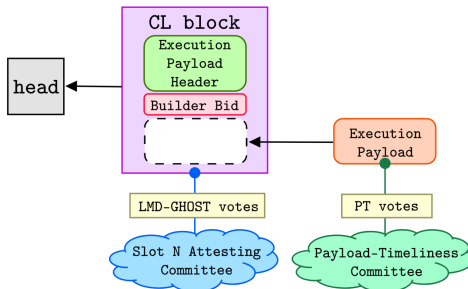 CL block
Execution
Payload
Header
head
Builder Bid
Execution
Payload
LMD-GHOST votes
PT votes
Slot N Attesting
Committee
Payload-Timeliness
Committee